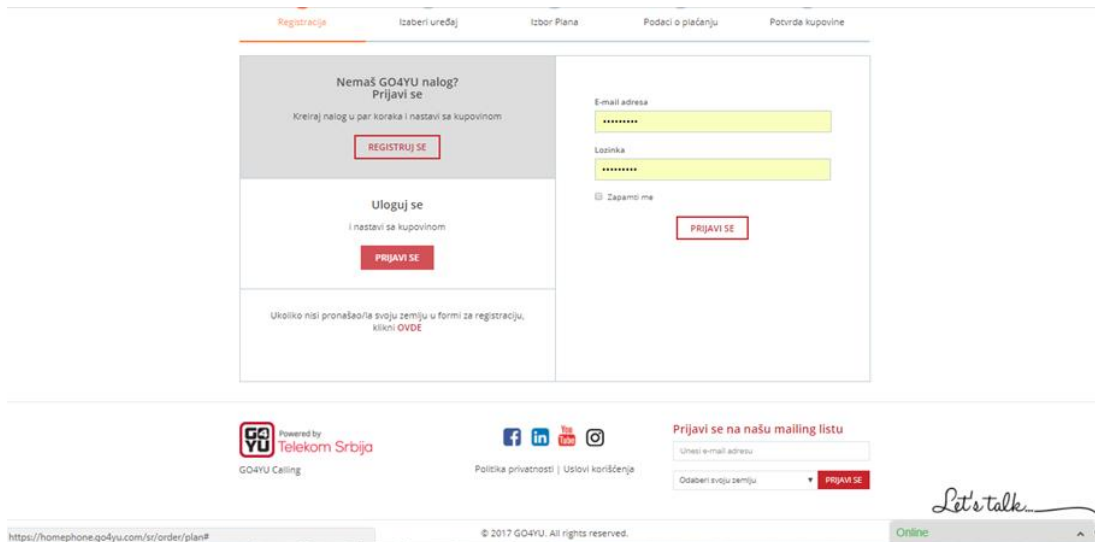 Registracija
Izaberi uređaj
Izbor Plana
Podaci o plaćanju
Potvrda kupovine
Nemaš GO4YU nalog?
Prijavi se
Kreiraj nalog u par koraka i nastavi sa kupovinom
REGISTRUJ SE
Uloguj se
i nastavi sa kupovinom
PRIJAVI SE
Ukoliko nisi pronašao/la svoju zemlju u formi za registraciju,
klikni OVDE
E-mail adresa
•••••••••
Lozinka
•••••••••
Zapamti me
PRIJAVI SE
GO4YU
Powered by
Telekom Srbija
GO4YU Calling
You
Tube
Politika privatnosti | Uslovi korišćenja
Prijavi se na našu mailing listu
Unesi e-mail adresu
Odaberi svoju zemlju
PRIJAVI SE
Let's talk...
© 2017 GO4YU. All rights reserved.
Online
https://homephone.go4yu.com/sr/order/plan#